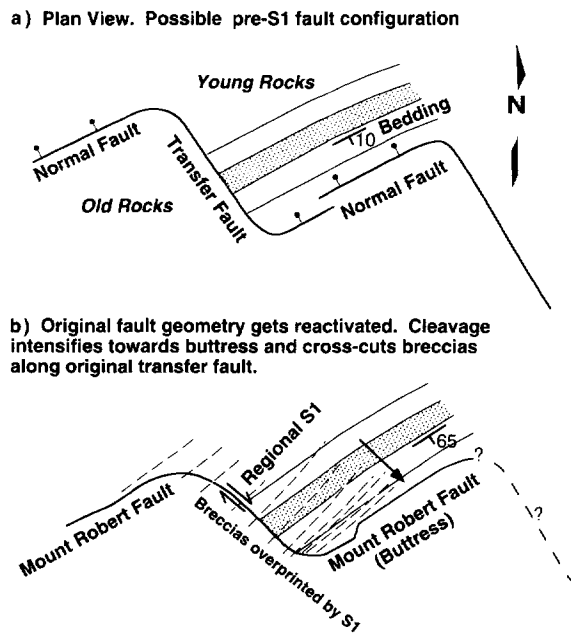 a) Plan View. Possible pre-S1 fault configuration
Young Rocks
N
Normal Fault
Transfer Fault
Bedding
10
Old Rocks
Normal Fault
b) Original fault geometry gets reactivated. Cleavage
intensifies towards buttress and cross-cuts breccias
along original transfer fault.
Regional S1
65
?
Mount Robert Fault
Breccias overprinted by S1
Mount Robert Fault
(Buttress)
?